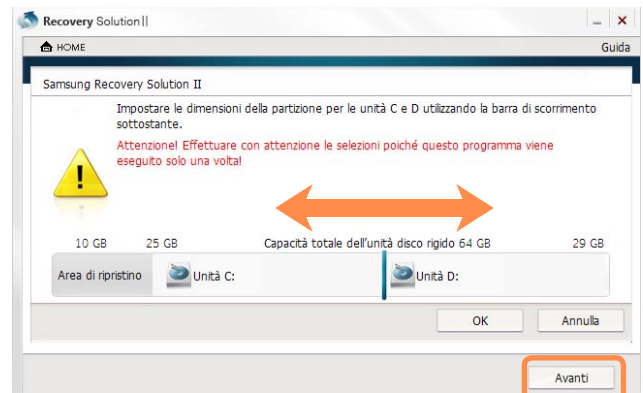 Recovery Solution II
HOME Guida
Samsung Recovery Solution II
Impostare le dimensioni della partizione per le unità C e D utilizzando la barra di scorrimento
sottostante.
Attenzione! Effettuare con attenzione le selezioni poiché questo programma viene
eseguito solo una volta!
10 GB 25 GB Capacità totale dell'unità disco rigido 64 GB 29 GB
Area di ripristino Unità C: Unità D:
OK Annulla
Avanti